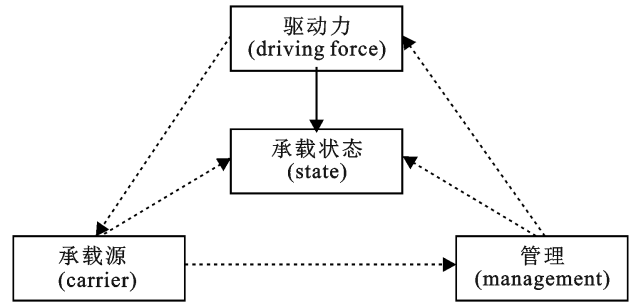 驱动力
(driving force)
承载状态
(state)
承载源
(carrier)
管理
(management)